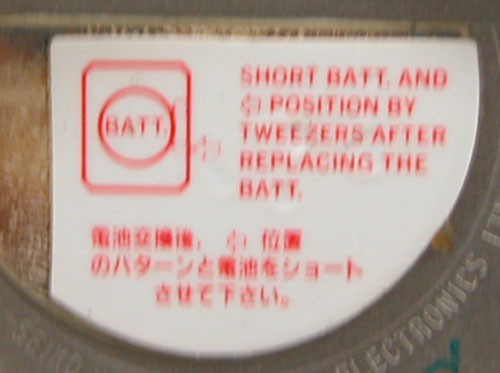 SHORT BATT. AND
⇦ POSITION BY
TWEEZERS AFTER
REPLACING THE
BATT.
BATT.
⇦
電池交換後、 ⇦ 位置
のパターンと電池をショート
させて下さい。
SEIKO
ELECTRONICS